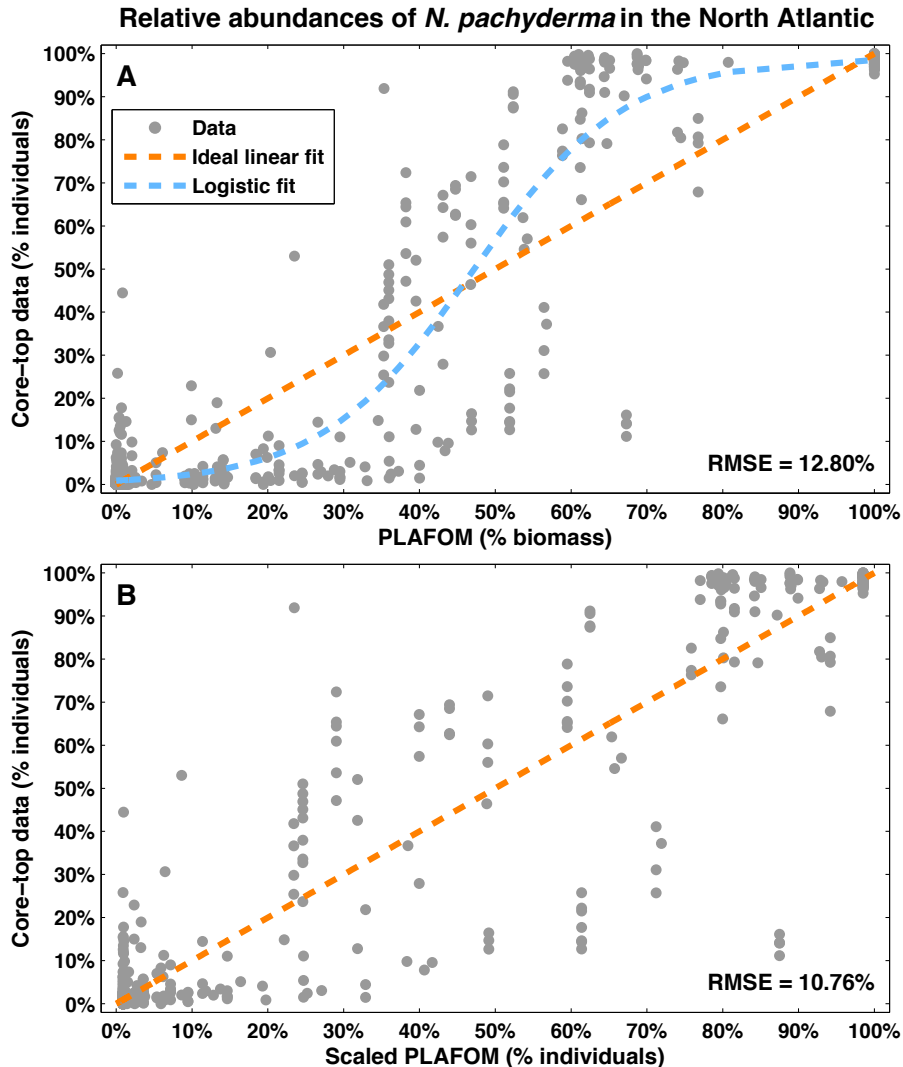 Relative abundances of N. pachyderma in the North Atlantic
A
100%
90%
80%
70%
60%
50%
40%
30%
20%
10%
0%
Core−top data (% individuals)
Data
Ideal linear fit
Logistic fit
RMSE = 12.80%
0% 10% 20% 30% 40% 50% 60% 70% 80% 90% 100%
PLAFOM (% biomass)
B
100%
90%
80%
70%
60%
50%
40%
30%
20%
10%
0%
Core−top data (% individuals)
RMSE = 10.76%
0% 10% 20% 30% 40% 50% 60% 70% 80% 90% 100%
Scaled PLAFOM (% individuals)